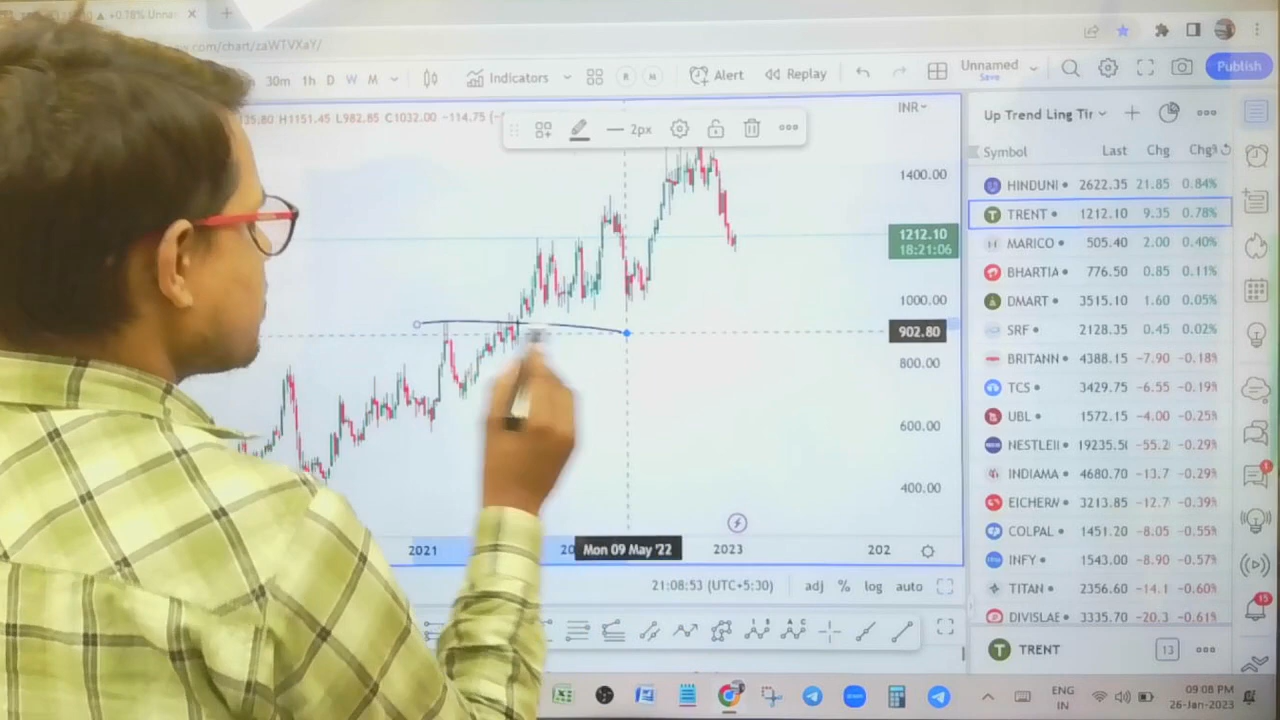 ▲ +0.78% Unna
.com/chart/zaWTVXaY/
30m 1h D W M Indicators Alert Replay Unnamed Save Publish
H1151.45 L982.85 C1032.00 -114.75
2px
INR
1400.00
1212.10
18:21:06
1000.00
902.80
800.00
600.00
400.00
2021 Mon 09 May '22 2023
21:08:53 (UTC+5:30) adj % log auto
Up Trend Ling Tir
Symbol Last Chg Chg%
HINDUNI 2622.35 21.85 0.84%
TRENT 1212.10 9.35 0.78%
MARICO 505.40 2.00 0.40%
BHARTIA 776.50 0.85 0.11%
DMART 3515.10 1.60 0.05%
SRF 2128.35 0.45 0.02%
BRITANN 4388.15 -7.90 -0.18%
TCS 3429.75 -6.55 -0.19%
UBL 1572.15 -4.00 -0.25%
NESTLEII 19235.5 -55.2 -0.29%
INDIAMA 4680.70 -13.7 -0.29%
EICHERM 3213.85 -12.7 -0.39%
COLPAL 1451.20 -8.05 -0.55%
INFY 1543.00 -8.90 -0.57%
TITAN 2356.60 -14.1 -0.60%
DIVISLAE 3335.70 -20.3 -0.61%
TRENT 13
15
ENG
IN
09:08 PM
26-Jan-2023